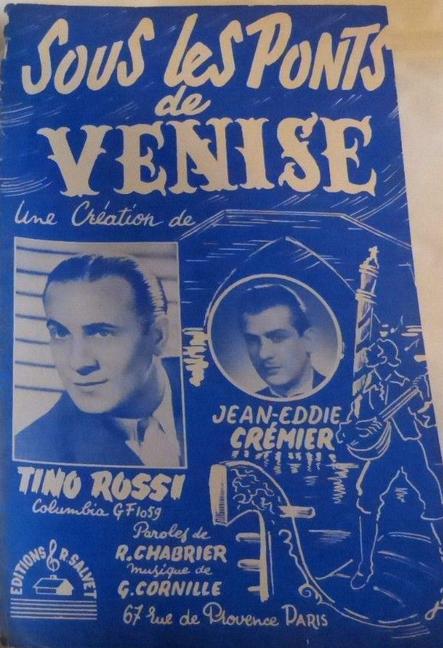 SOUS les PONTS
de
VENISE
Une Création de
JEAN-EDDIE
CRÉMIER
TINO ROSSI
Columbia GF1059
Paroles de
R. CHABRIER
musique de
G. CORNILLE
67 rue de Provence PARIS
EDITIONS R. SALVET